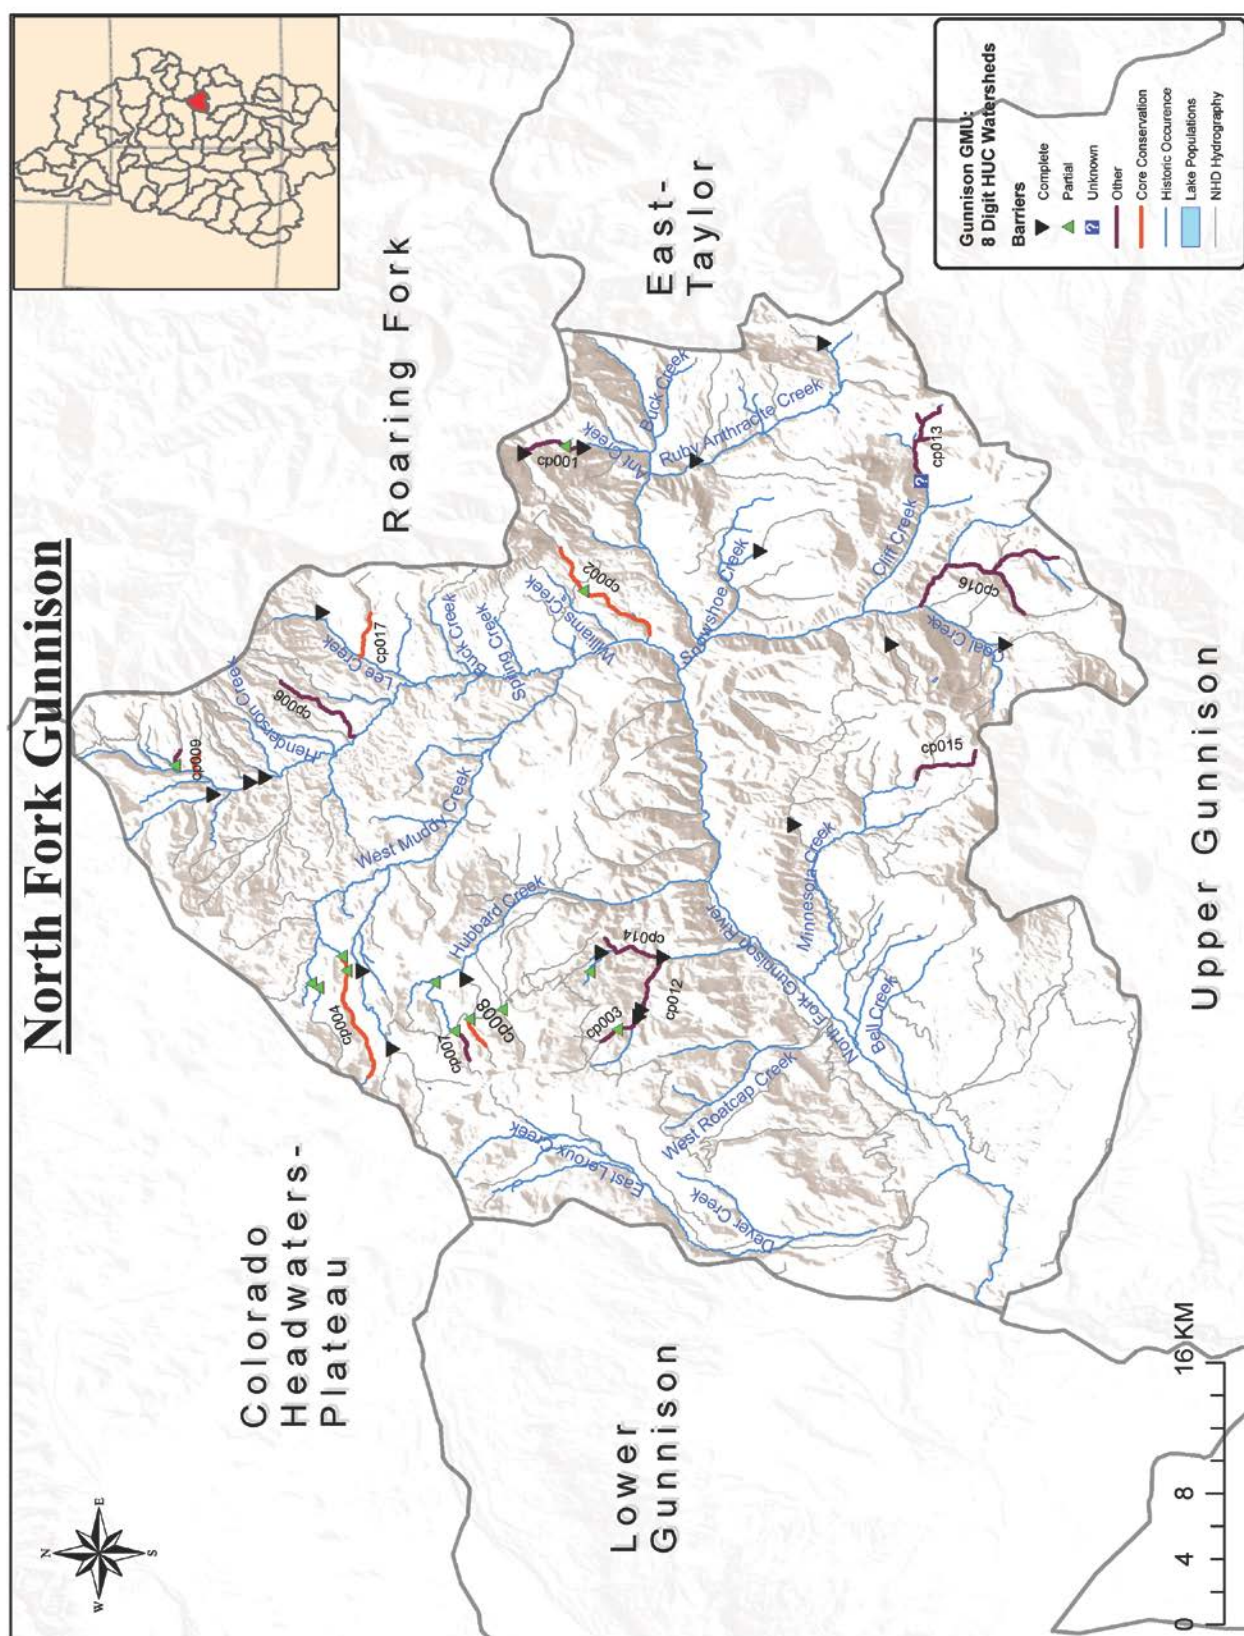 North Fork Gunnison
N
W
E
S
Colorado
Headwaters-
Plateau
Roaring Fork
East-
Taylor
Lower
Gunnison
Upper Gunnison
cp009
Henderson Creek
cp006
Lee Creek
cp017
Buck Creek
Spring Creek
West Muddy Creek
Williams Creek
cp002
cp004
Hubbard Creek
cp007
cp008
cp003
cp014
cp012
cp001
Ant Creek
Buck Creek
Ruby Anthracite Creek
Snowshoe Creek
East Leroux Creek
Dever Creek
West Roatcap Creek
North Fork Gunnison River
Bell Creek
Minnesota Creek
cp015
Coal Creek
cp016
Cliff Creek
?
cp013
0
4
8
16 KM
Gunnison GMU:
8 Digit HUC Watersheds
Barriers
Complete
Partial
? Unknown
Other
Core Conservation
Historic Occurence
Lake Populations
NHD Hydrography